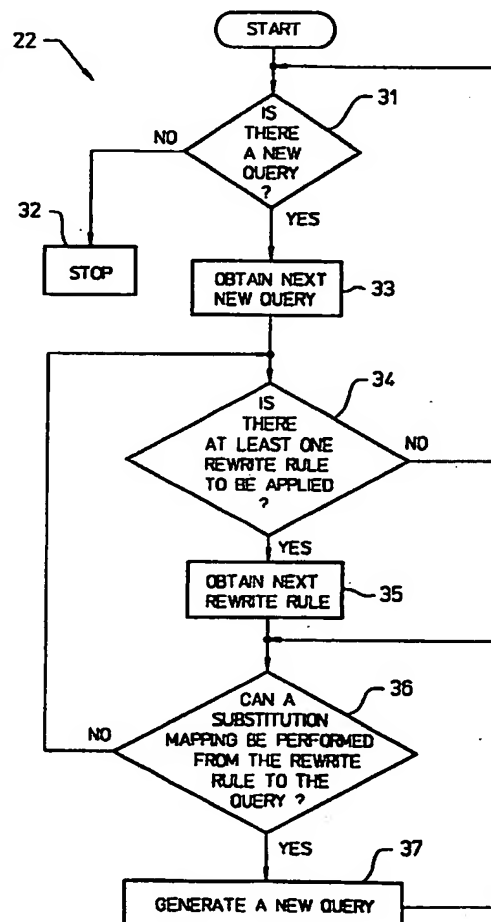 START
22
31
IS
THERE
A NEW
QUERY
?
NO
YES
32
STOP
OBTAIN NEXT
NEW QUERY
33
34
IS
THERE
AT LEAST ONE
REWRITE RULE
TO BE APPLIED
?
NO
YES
OBTAIN NEXT
REWRITE RULE
35
36
CAN A
SUBSTITUTION
MAPPING BE PERFORMED
FROM THE REWRITE
RULE TO THE
QUERY ?
NO
YES
37
GENERATE A NEW QUERY